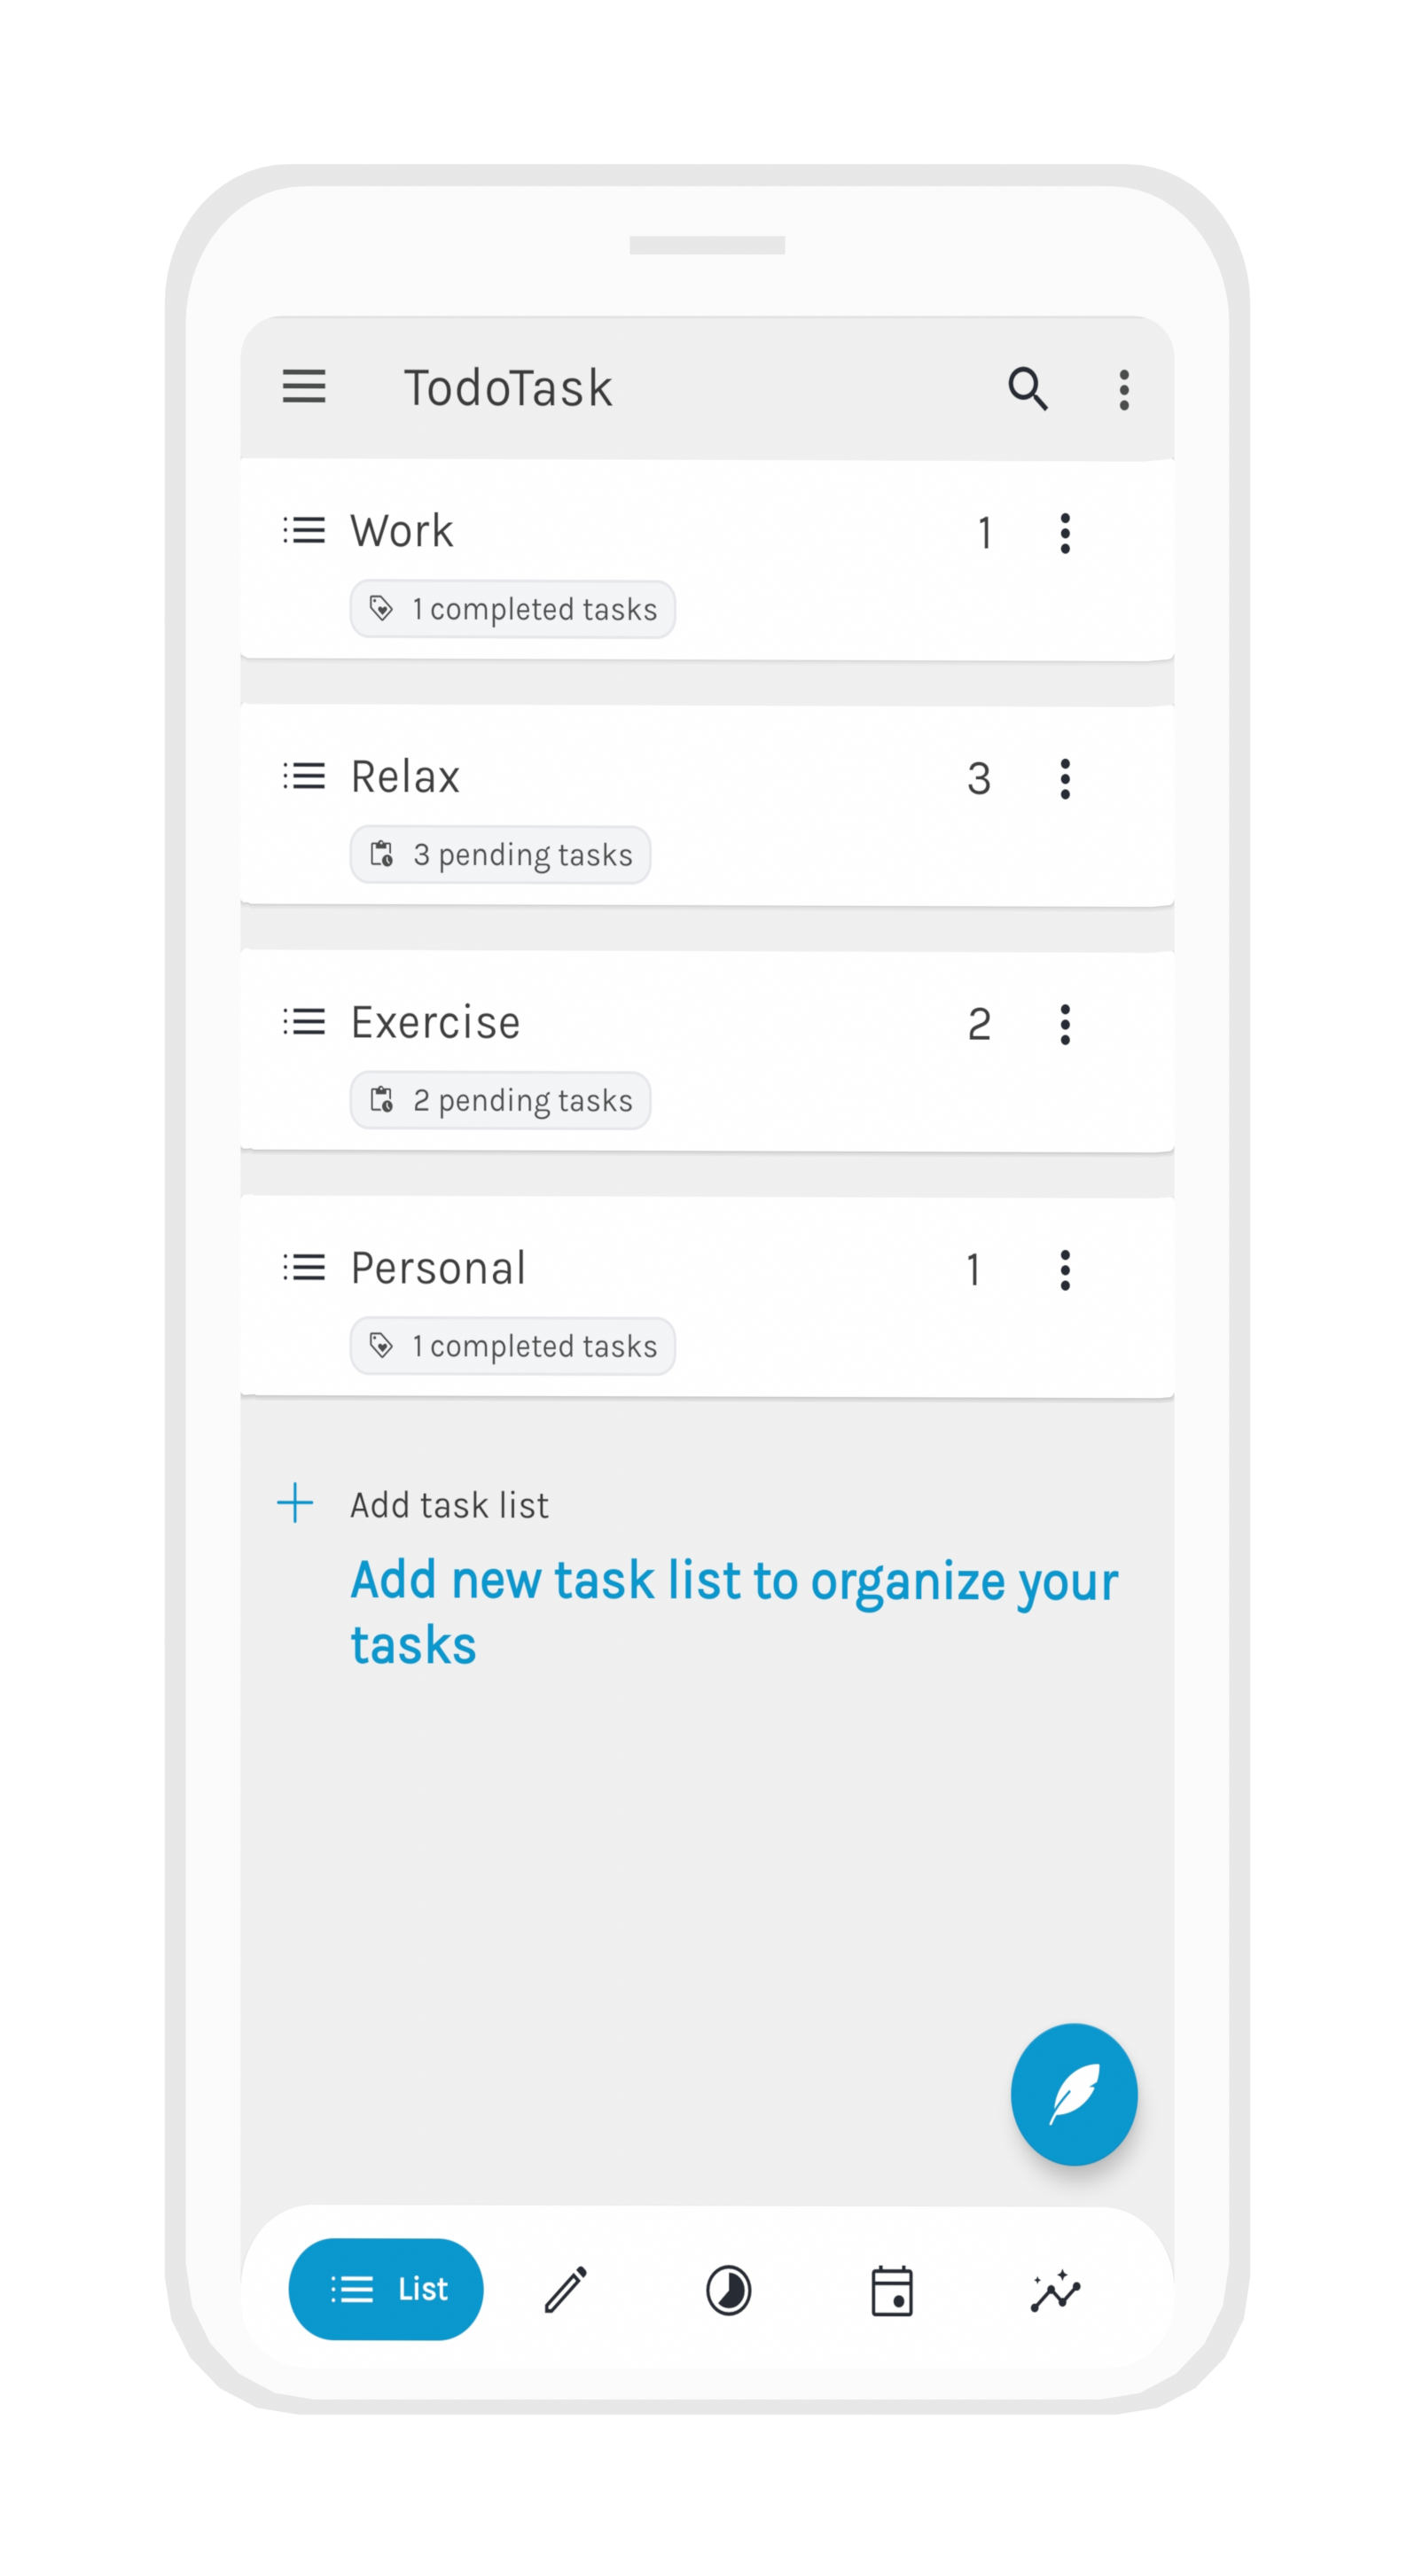 TodoTask
Work 1
1 completed tasks
Relax 3
3 pending tasks
Exercise 2
2 pending tasks
Personal 1
1 completed tasks
Add task list
Add new task list to organize your
tasks
List